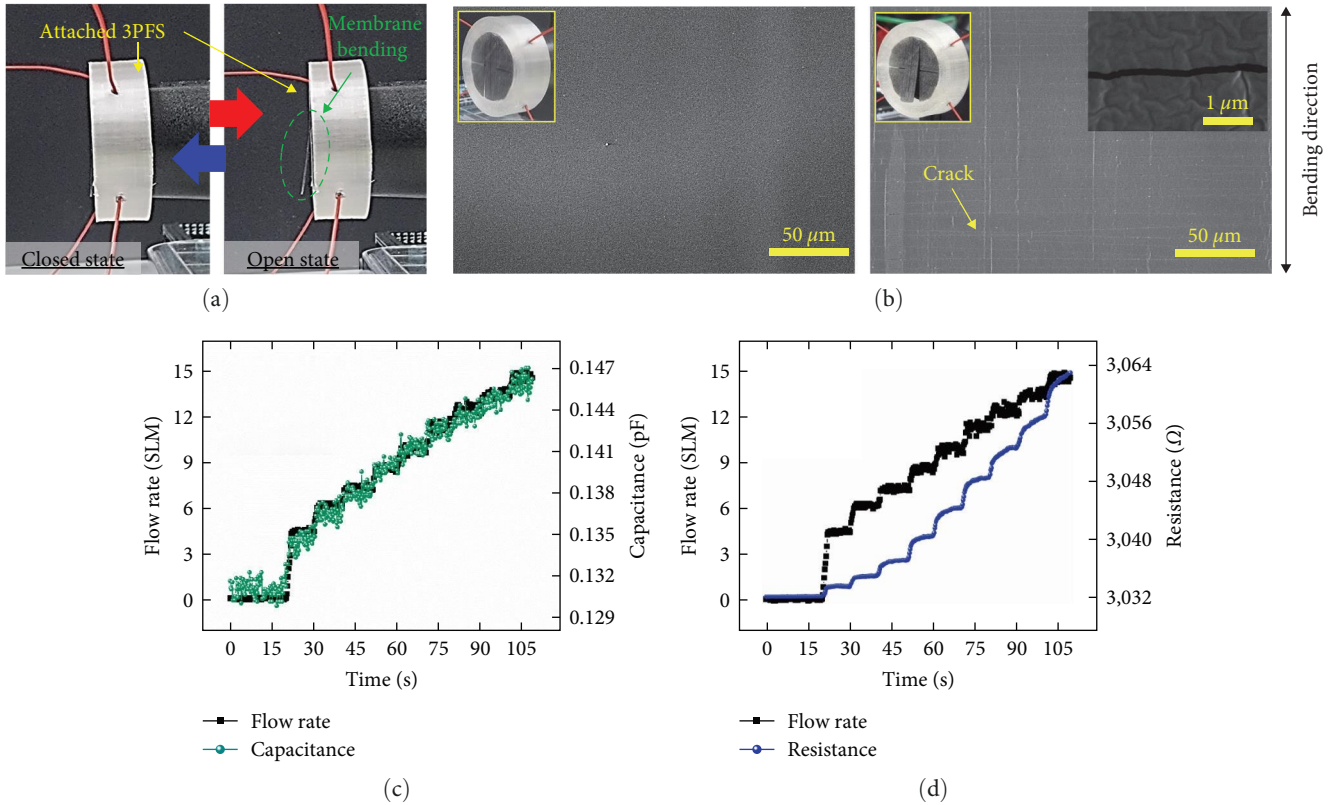 Attached 3PFS
Membrane
bending
Closed state
Open state
(a)
50 µm
Crack
1 µm
50 µm
Bending direction
(b)
Flow rate (SLM)
15
12
9
6
3
0
0.147
0.144
0.141
0.138
0.135
0.132
0.129
Capacitance (pF)
0 15 30 45 60 75 90 105
Time (s)
Flow rate
Capacitance
(c)
Flow rate (SLM)
15
12
9
6
3
0
3,064
3,056
3,048
3,040
3,032
Resistance (Ω)
0 15 30 45 60 75 90 105
Time (s)
Flow rate
Resistance
(d)